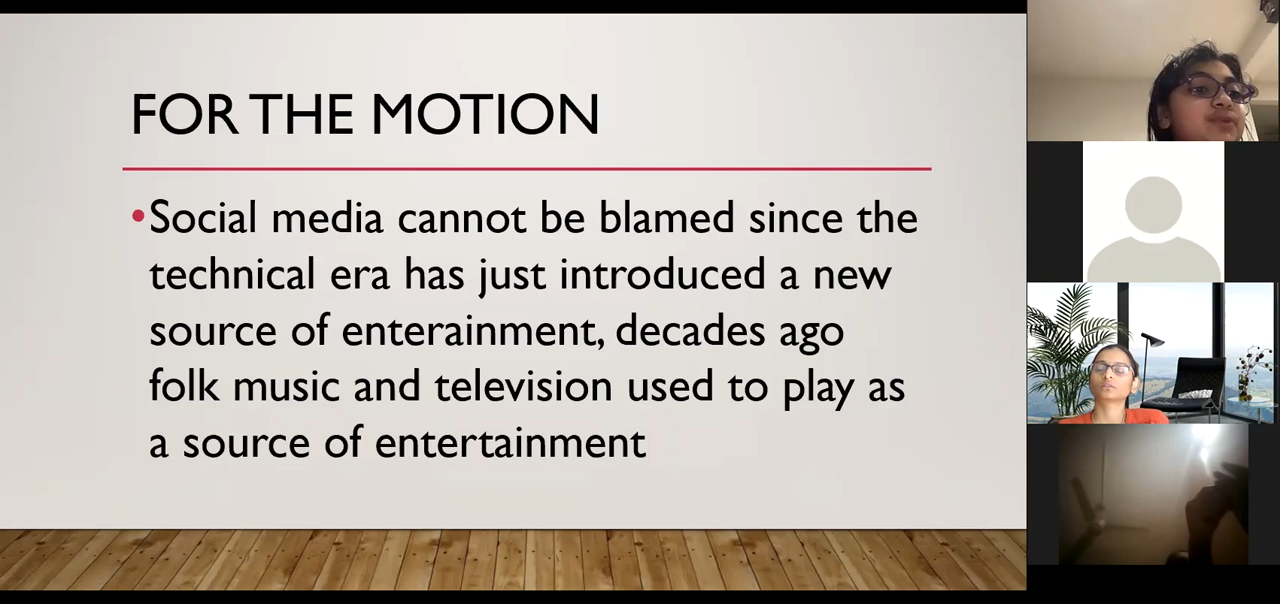 FOR THE MOTION
•Social media cannot be blamed since the
technical era has just introduced a new
source of enterainment, decades ago
folk music and television used to play as
a source of entertainment